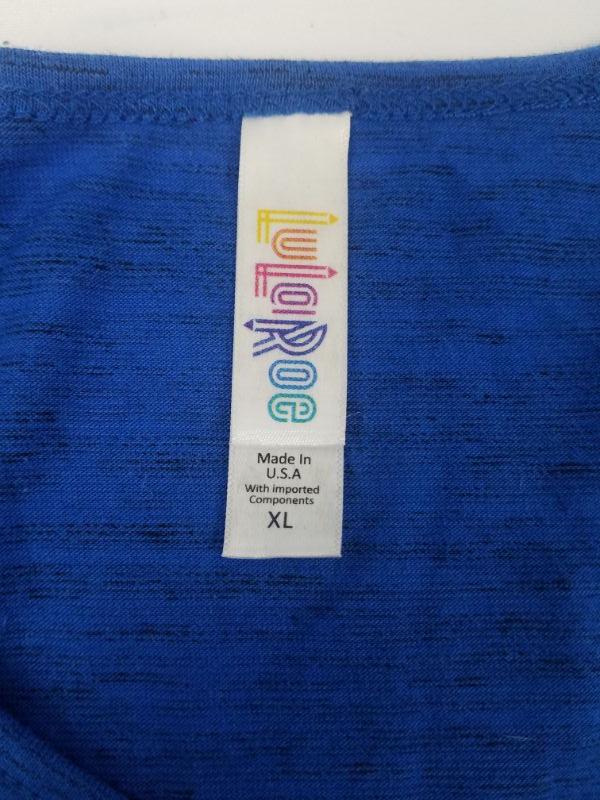 LuLaRoe
Made In
U.S.A
With imported
Components
XL